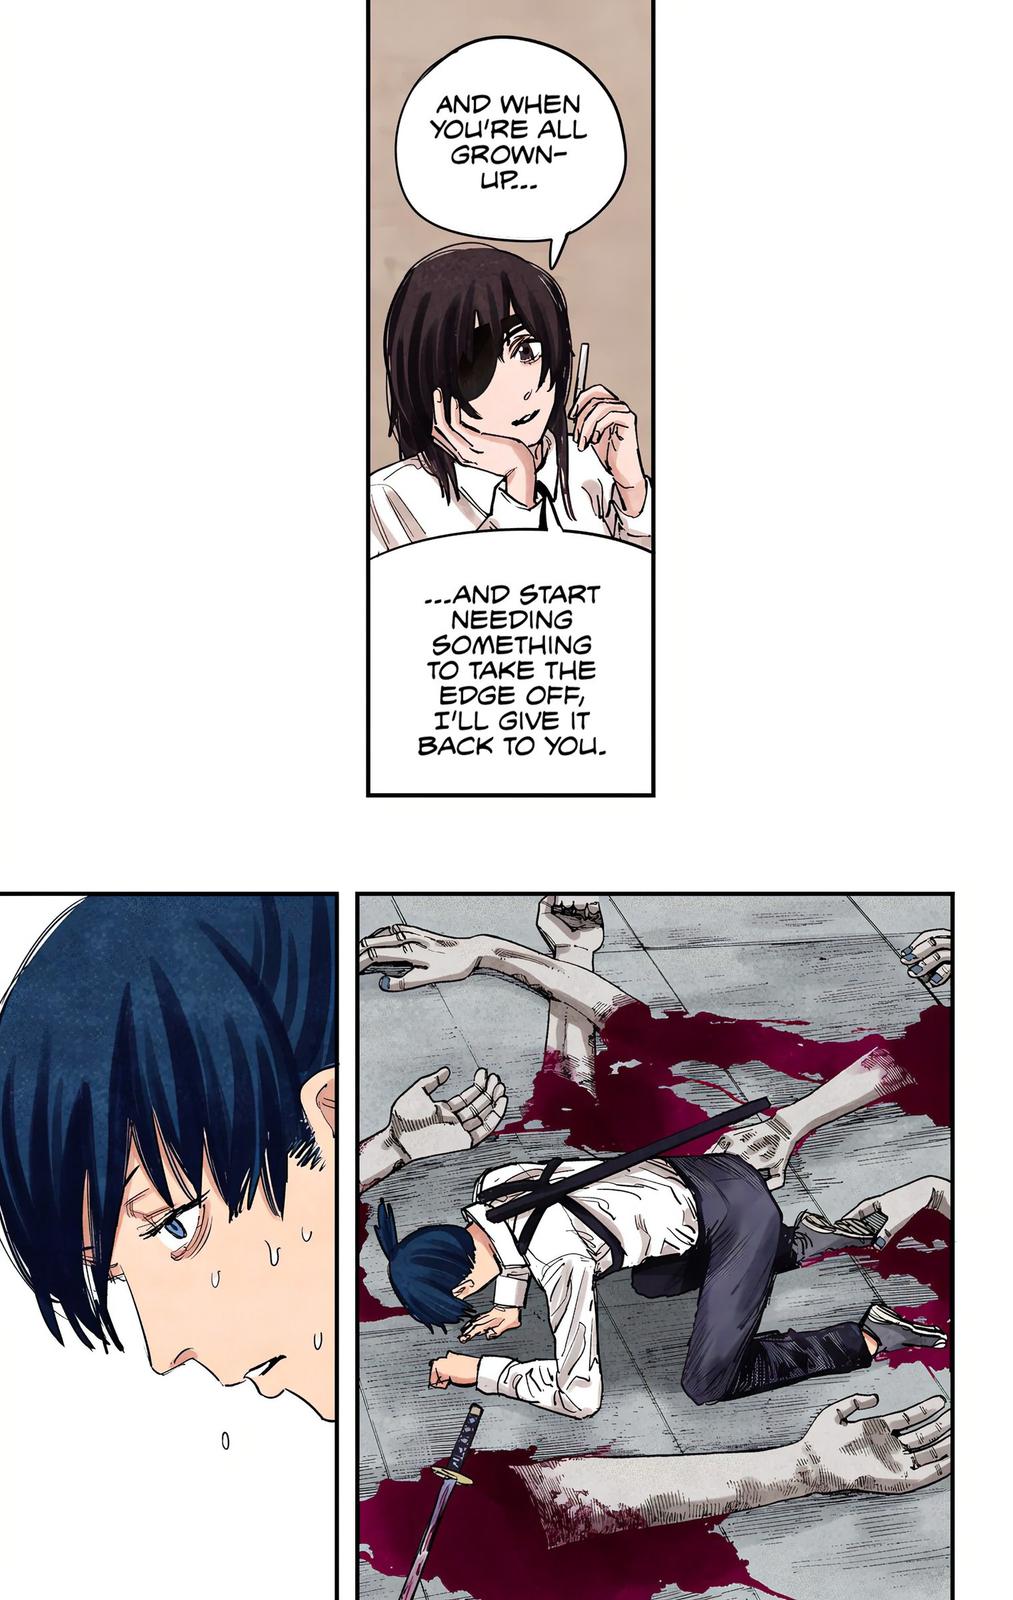 AND WHEN
YOU'RE ALL
GROWN-
UP...
...AND START
NEEDING
SOMETHING
TO TAKE THE
EDGE OFF,
I'LL GIVE IT
BACK TO YOU.